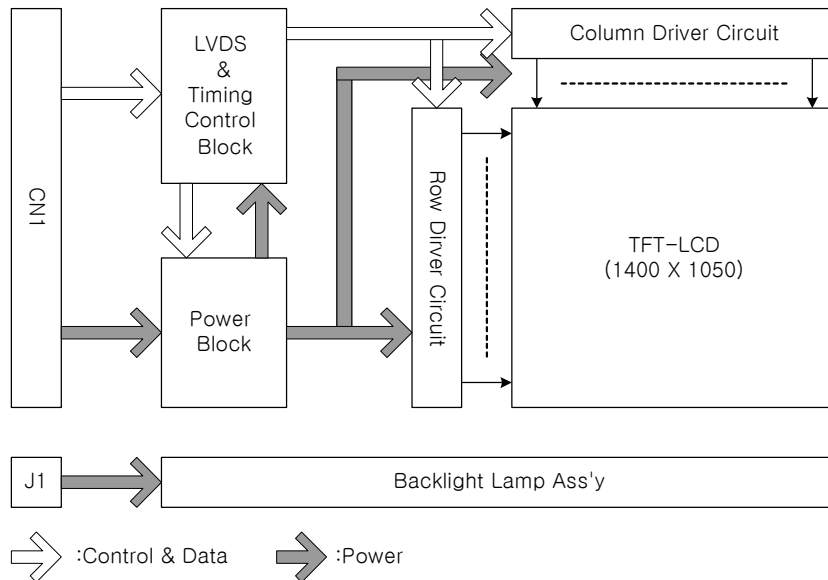 LVDS
&
Timing
Control
Block
Column Driver Circuit
CN1
Row Dirver Circuit
TFT-LCD
(1400 X 1050)
Power
Block
J1
Backlight Lamp Ass'y
:Control & Data
:Power